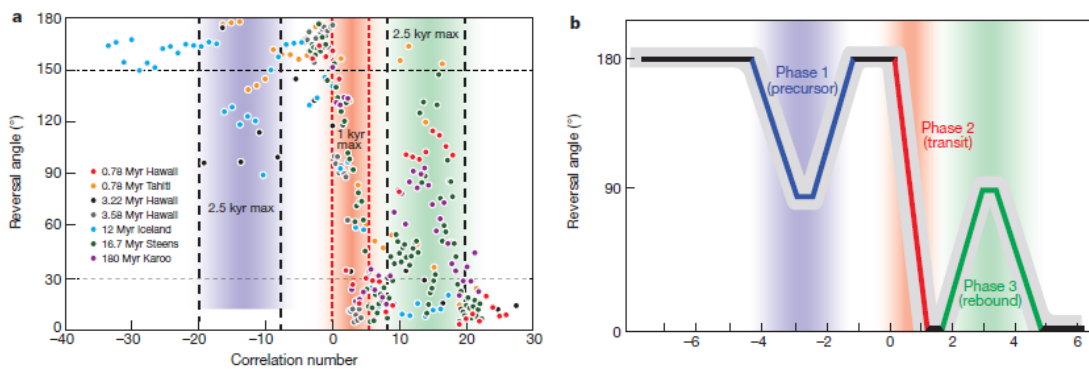 a
180
150
120
90
60
30
0
Reversal angle (°)
2.5 kyr max
2.5 kyr max
1 kyr max
0.78 Myr Hawaii
0.78 Myr Tahiti
3.22 Myr Hawaii
3.58 Myr Hawaii
12 Myr Iceland
16.7 Myr Steens
180 Myr Karoo
−40
−30
−20
−10
0
10
20
30
Correlation number
b
180
90
0
Reversal angle (°)
Phase 1
(precursor)
Phase 2
(transit)
Phase 3
(rebound)
−6
−4
−2
0
2
4
6